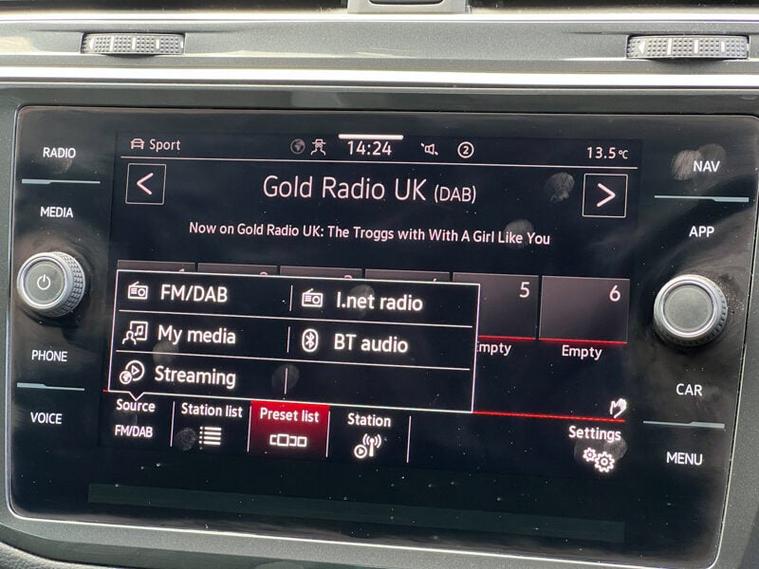 RADIO
MEDIA
PHONE
VOICE
Sport
14:24
2
13.5°C
Gold Radio UK (DAB)
Now on Gold Radio UK: The Troggs with With A Girl Like You
5
6
Empty
FM/DAB
I.net radio
My media
BT audio
Streaming
Source
FM/DAB
Station list
Preset list
Station
Settings
NAV
APP
CAR
MENU